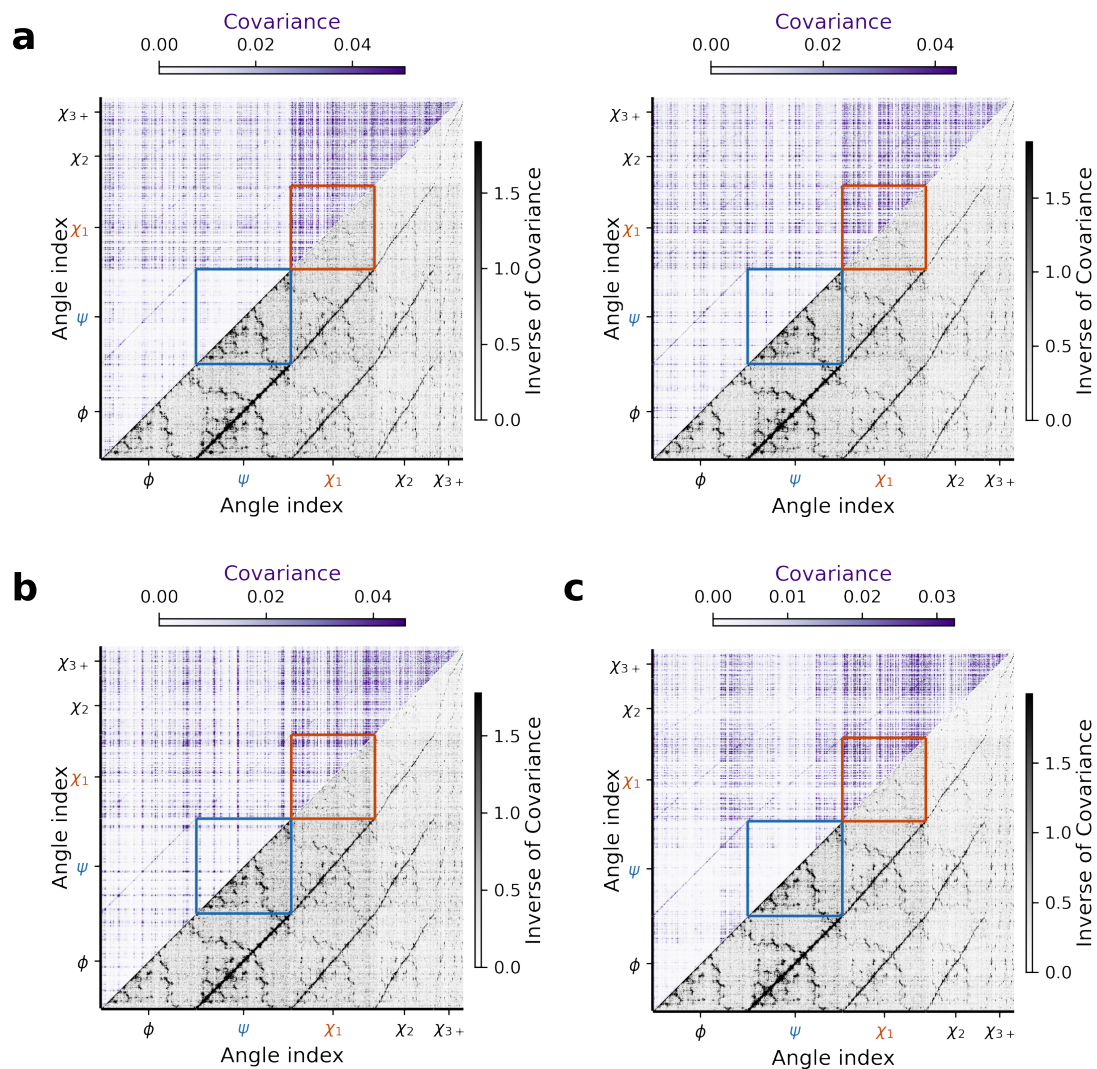 a
Covariance
0.00 0.02 0.04
χ3+
χ2
χ1
ψ
ϕ
Angle index
ϕ ψ χ1 χ2 χ3+
Angle index
1.5
1.0
0.5
0.0
Inverse of Covariance
Covariance
0.00 0.02 0.04
χ3+
χ2
χ1
ψ
ϕ
Angle index
ϕ ψ χ1 χ2 χ3+
Angle index
1.5
1.0
0.5
0.0
Inverse of Covariance
b
Covariance
0.00 0.02 0.04
χ3+
χ2
χ1
ψ
ϕ
Angle index
ϕ ψ χ1 χ2 χ3+
Angle index
1.5
1.0
0.5
0.0
Inverse of Covariance
c
Covariance
0.00 0.01 0.02 0.03
χ3+
χ2
χ1
ψ
ϕ
Angle index
ϕ ψ χ1 χ2 χ3+
Angle index
1.5
1.0
0.5
0.0
Inverse of Covariance